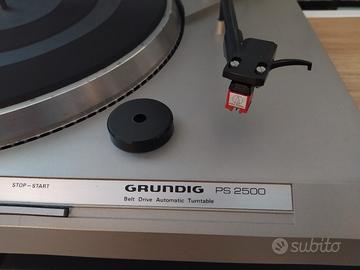 STOP-START
GRUNDIG PS 2500
Belt Drive Automatic Turntable
subito